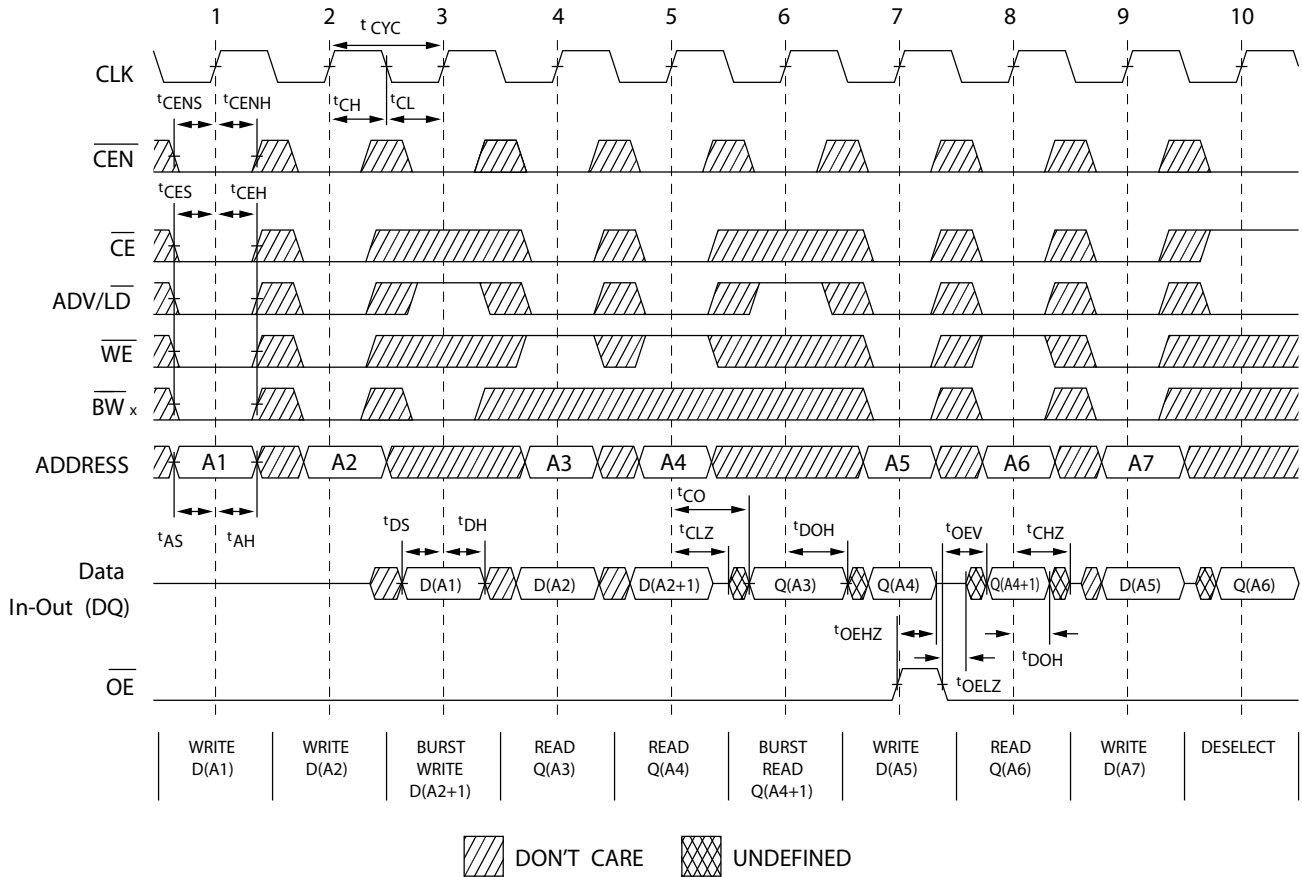 1 2 3 4 5 6 7 8 9 10
t CYC
CLK
tCENS tCENH tCH tCL
CEN
tCES tCEH
CE
ADV/LD
WE
BW x
ADDRESS A1 A2 A3 A4 A5 A6 A7
tCO
tAS tAH tDS tDH tCLZ tDOH tOEV tCHZ
Data
In-Out (DQ)
D(A1) D(A2) D(A2+1) Q(A3) Q(A4) Q(A4+1) D(A5) Q(A6)
tOEHZ tDOH
tOELZ
OE
WRITE
D(A1)
WRITE
D(A2)
BURST
WRITE
D(A2+1)
READ
Q(A3)
READ
Q(A4)
BURST
READ
Q(A4+1)
WRITE
D(A5)
READ
Q(A6)
WRITE
D(A7)
DESELECT
DON'T CARE
UNDEFINED